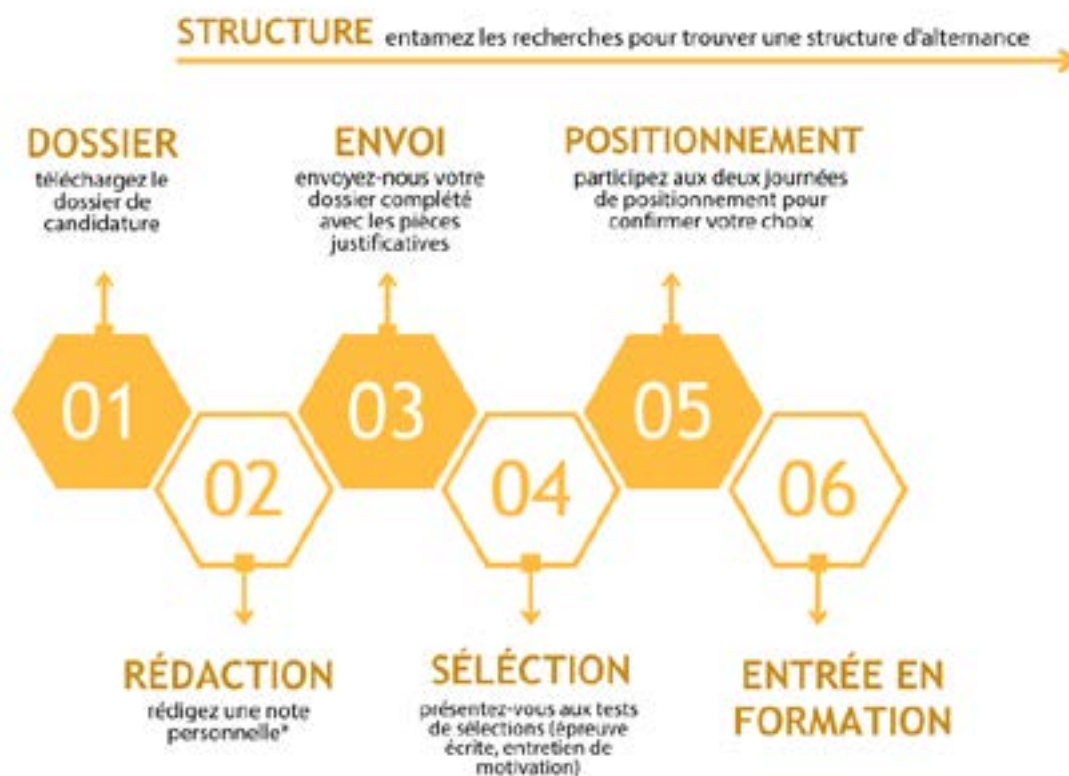 STRUCTURE entamez les recherches pour trouver une structure d'alternance
DOSSIER
téléchargez le
dossier de
candidature
ENVOI
envoyez-nous votre
dossier complété
avec les pièces
justificatives
POSITIONNEMENT
participez aux deux journées
de positionnement pour
confirmer votre choix
01
02
03
04
05
06
RÉDACTION
rédigez une note
personnelle*
SÉLÉCTION
présentez-vous aux tests
de sélections (épreuve
écrite, entretien de
motivation)
ENTRÉE EN
FORMATION